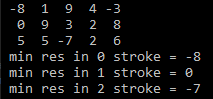 -8 1 9 4 -3
0 9 3 2 8
5 5 -7 2 6
min res in 0 stroke = -8
min res in 1 stroke = 0
min res in 2 stroke = -7